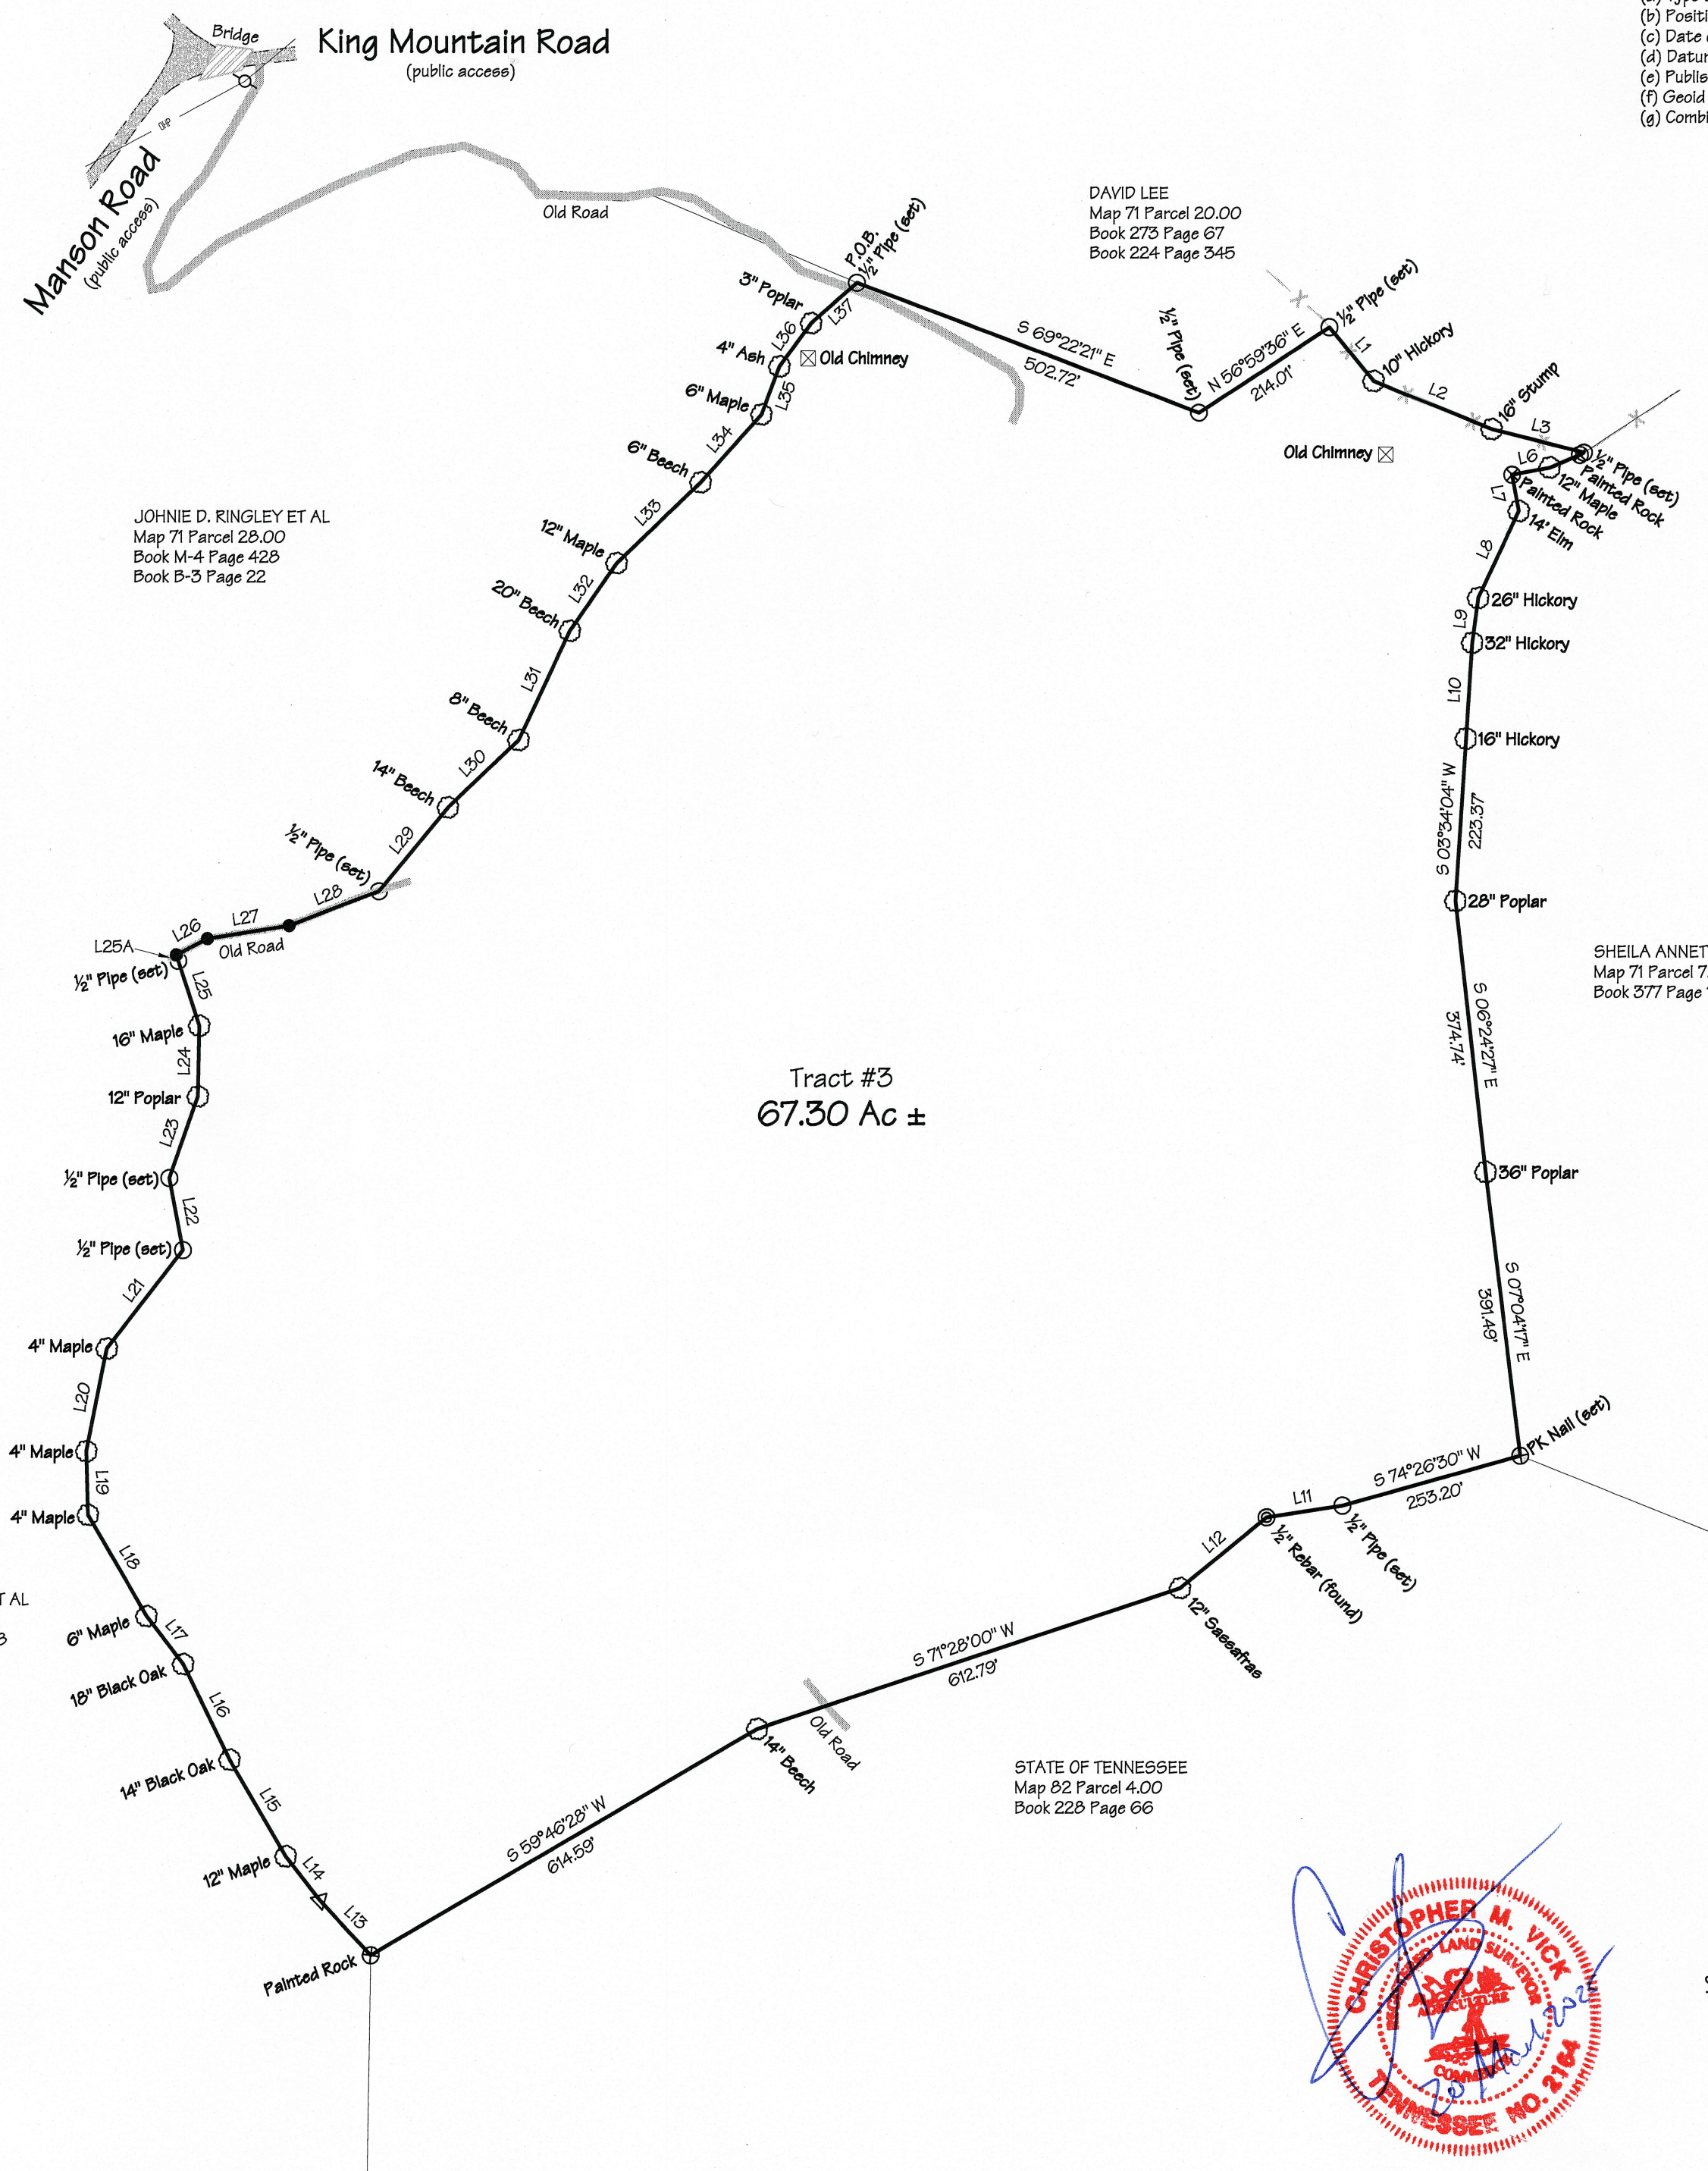 Bridge
King Mountain Road
(public access)
OHP
Manson Road
(public access)
Old Road
(b) Positi
(c) Date
(d) Datur
(e) Publis
(f) Geoid
(g) Combi
DAVID LEE
Map 71 Parcel 20.00
Book 273 Page 67
Book 224 Page 345
P.O.B.
½" Pipe (set)
3" Poplar
L37
L36
4" Ash
Old Chimney
L35
6" Maple
L34
6" Beech
L33
12" Maple
L32
20" Beech
L31
8" Beech
L30
14" Beech
L29
½" Pipe (set)
L28
L27
Old Road
L26
L25A
½" Pipe (set)
L25
16" Maple
L24
12" Poplar
L23
½" Pipe (set)
L22
½" Pipe (set)
L21
4" Maple
L20
4" Maple
L19
4" Maple
L18
6" Maple
L17
18" Black Oak
L16
14" Black Oak
L15
12" Maple
L14
L13
Painted Rock
S 69°22'21" E
502.72'
½" Pipe (set)
N 56°59'36" E
214.01'
½" Pipe (set)
L1
10" Hickory
L2
16" Stump
L3
Old Chimney
½" Pipe (set)
Painted Rock
12" Maple
L6
Painted Rock
L7
14' Elm
L8
26" Hickory
L9
32" Hickory
L10
16" Hickory
S 03°34'04" W
223.37'
28" Poplar
S 06°24'27" E
374.74'
36" Poplar
S 07°04'17" E
391.49'
PK Nail (set)
S 74°26'30" W
253.20'
½" Pipe (set)
L11
½" Rebar (found)
L12
12" Sassafras
S 71°28'00" W
612.79'
Old Road
14" Beech
S 59°46'28" W
614.59'
JOHNIE D. RINGLEY ET AL
Map 71 Parcel 28.00
Book M-4 Page 428
Book B-3 Page 22
SHEILA ANNET
Map 71 Parcel 7
Book 377 Page
Tract #3
67.30 Ac ±
T AL
STATE OF TENNESSEE
Map 82 Parcel 4.00
Book 228 Page 66
CHRISTOPHER M. VICK
REGISTERED LAND SURVEYOR
AGRICULTURE
COMMERCE
TENNESSEE NO. 2164